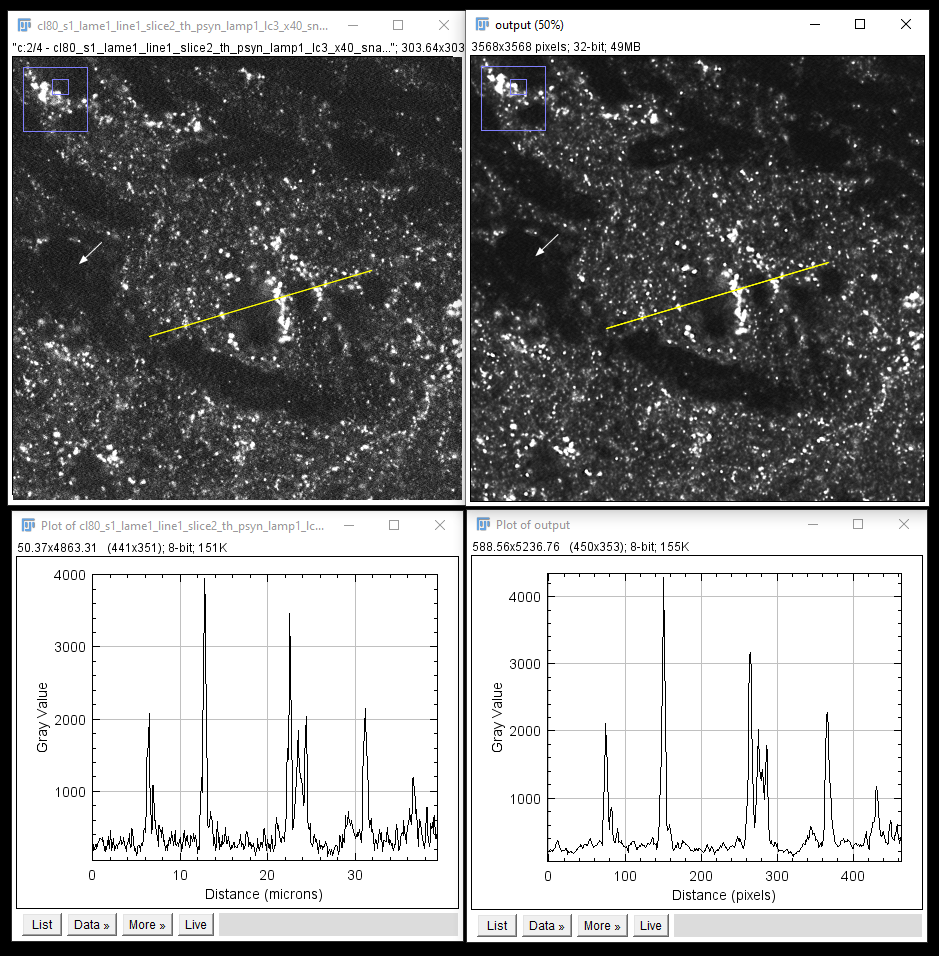 cl80_s1_lame1_line1_slice2_th_psyn_lamp1_lc3_x40_sna...
"c:2/4 - cl80_s1_lame1_line1_slice2_th_psyn_lamp1_lc3_x40_sna..."; 303.64x303
output (50%)
3568x3568 pixels; 32-bit; 49MB
Plot of cl80_s1_lame1_line1_slice2_th_psyn_lamp1_lc...
50.37x4863.31 (441x351); 8-bit; 151K
4000
3000
2000
1000
Gray Value
0 10 20 30
Distance (microns)
List Data » More » Live
Plot of output
588.56x5236.76 (450x353); 8-bit; 155K
4000
3000
2000
1000
Gray Value
0 100 200 300 400
Distance (pixels)
List Data » More » Live